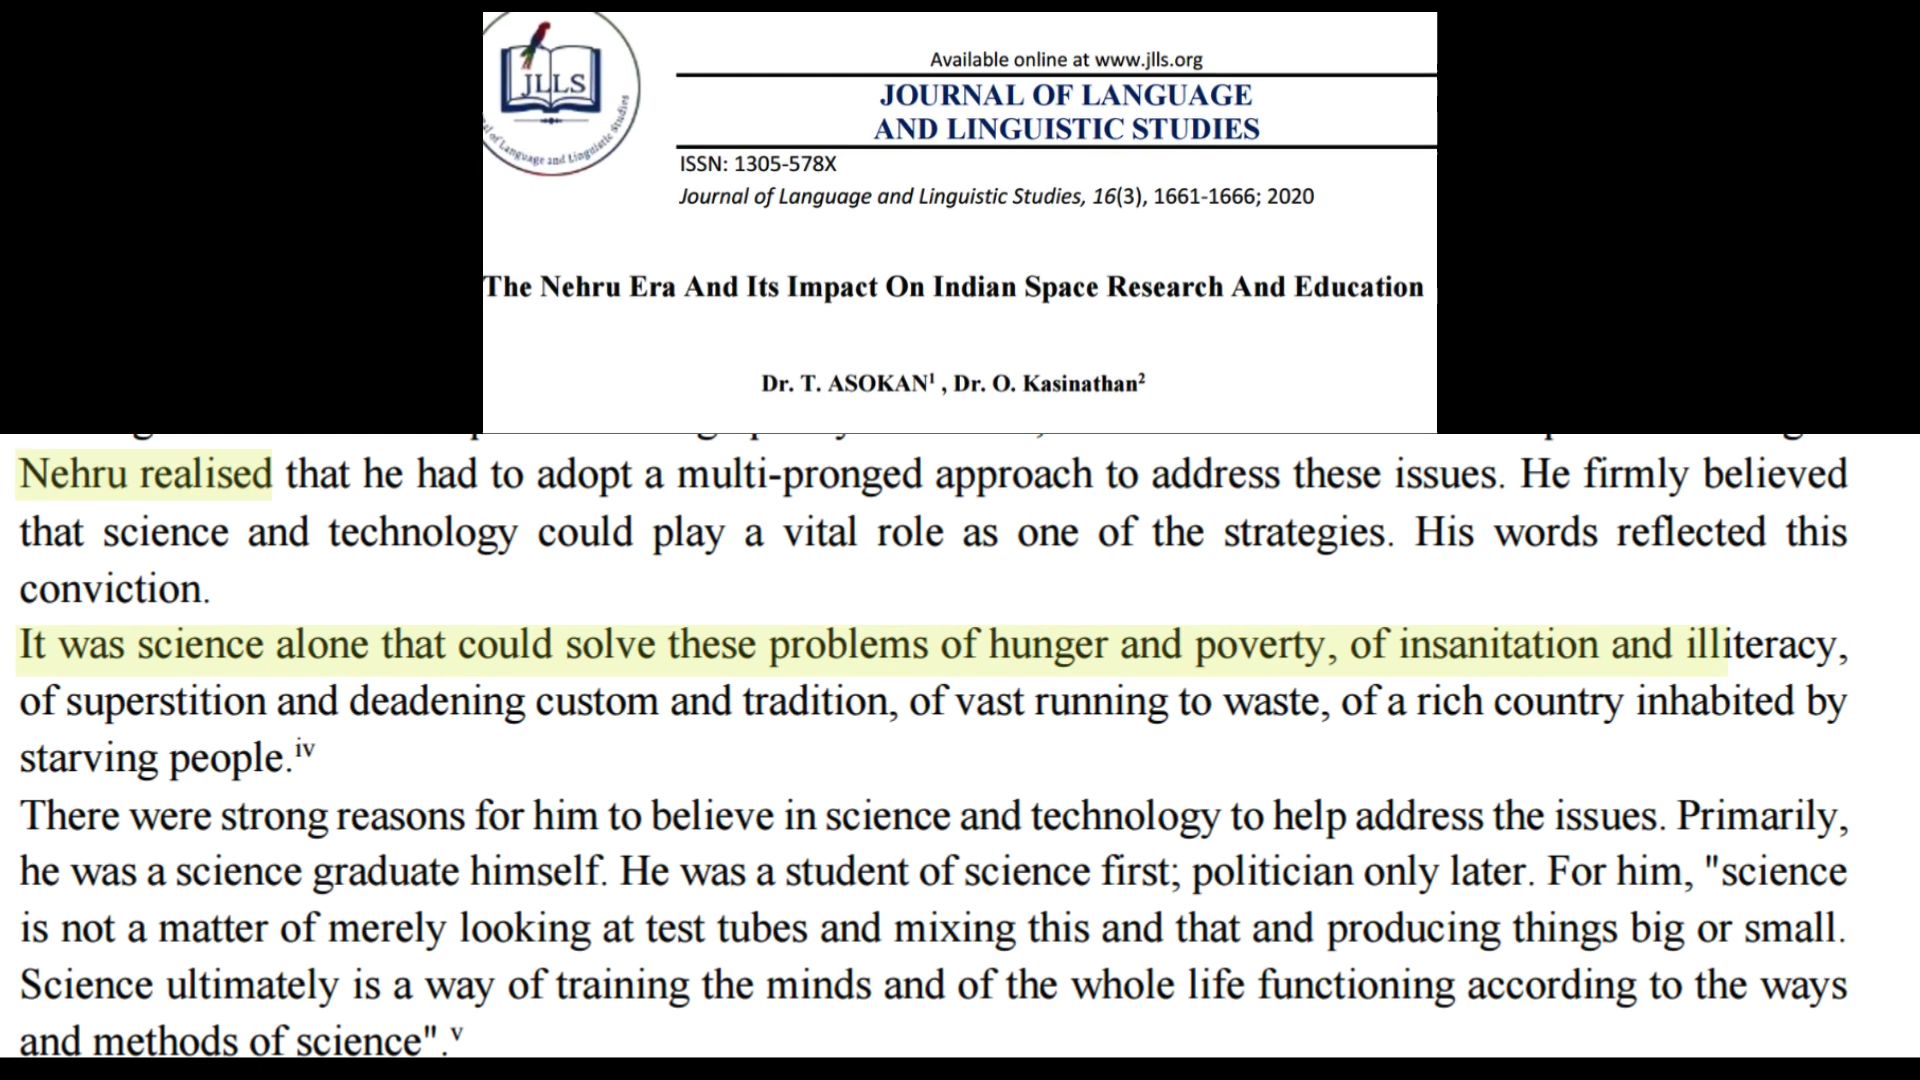 JLLS
al of Language and Linguistic Studies
Available online at www.jlls.org
JOURNAL OF LANGUAGE
AND LINGUISTIC STUDIES
ISSN: 1305-578X
Journal of Language and Linguistic Studies, 16(3), 1661-1666; 2020
The Nehru Era And Its Impact On Indian Space Research And Education
Dr. T. ASOKAN¹ , Dr. O. Kasinathan²
Nehru realised that he had to adopt a multi-pronged approach to address these issues. He firmly believed
that science and technology could play a vital role as one of the strategies. His words reflected this
conviction.
It was science alone that could solve these problems of hunger and poverty, of insanitation and illiteracy,
of superstition and deadening custom and tradition, of vast running to waste, of a rich country inhabited by
starving people.iv
There were strong reasons for him to believe in science and technology to help address the issues. Primarily,
he was a science graduate himself. He was a student of science first; politician only later. For him, "science
is not a matter of merely looking at test tubes and mixing this and that and producing things big or small.
Science ultimately is a way of training the minds and of the whole life functioning according to the ways
and methods of science".v